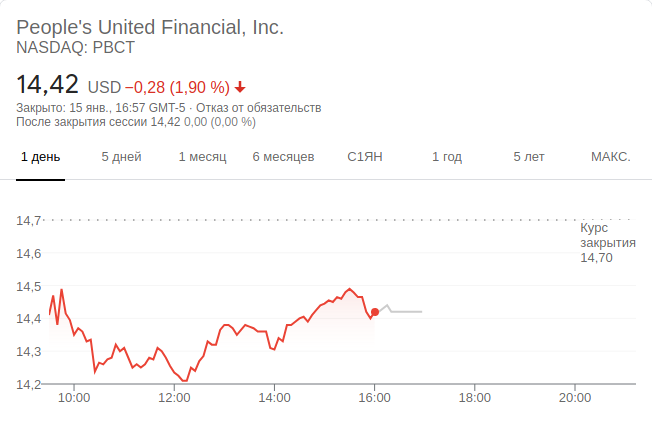 People's United Financial, Inc.
NASDAQ: PBCT
14,42 USD −0,28 (1,90 %)
Закрыто: 15 янв., 16:57 GMT-5 · Отказ от обязательств
После закрытия сессии 14,42 0,00 (0,00 %)
1 день 5 дней 1 месяц 6 месяцев С1ЯН 1 год 5 лет МАКС.
14,7
Курс
закрытия
14,70
14,6
14,5
14,4
14,3
14,2
10:00 12:00 14:00 16:00 18:00 20:00